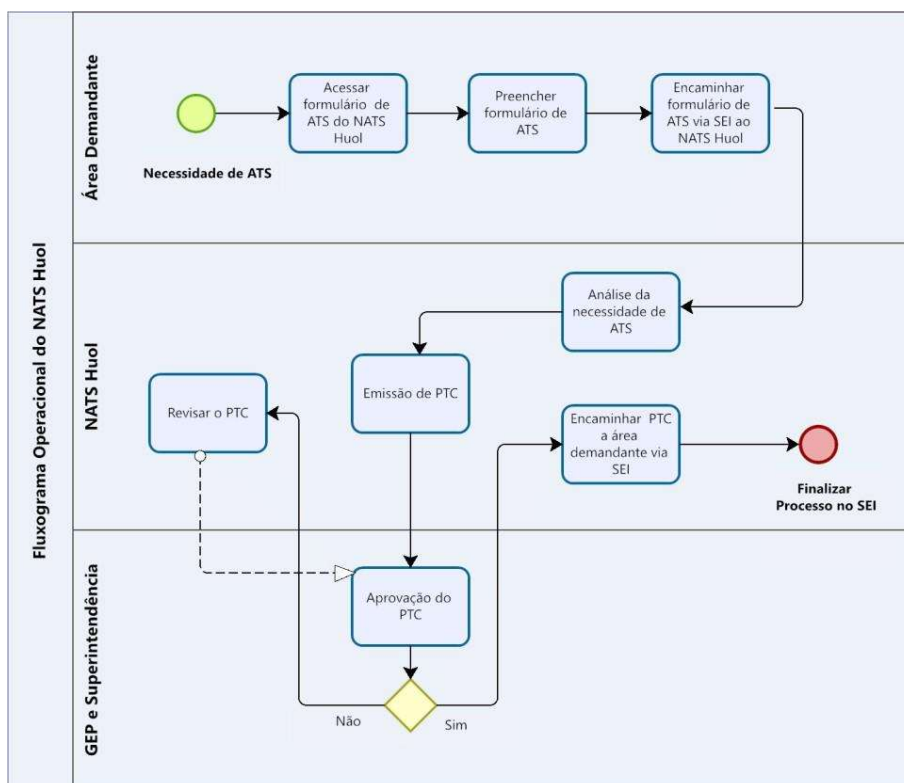 Fluxograma Operacional do NATS Huol
Área Demandante
Necessidade de ATS
Acessar
formulário de
ATS do NATS
Huol
Preencher
formulário de
ATS
Encaminhar
formulário de
ATS via SEI ao
NATS Huol
NATS Huol
Análise da
necessidade de
ATS
Emissão de PTC
Revisar o PTC
Encaminhar PTC
a área
demandante via
SEI
Finalizar
Processo no SEI
GEP e Superintendência
Aprovação do
PTC
Não
Sim